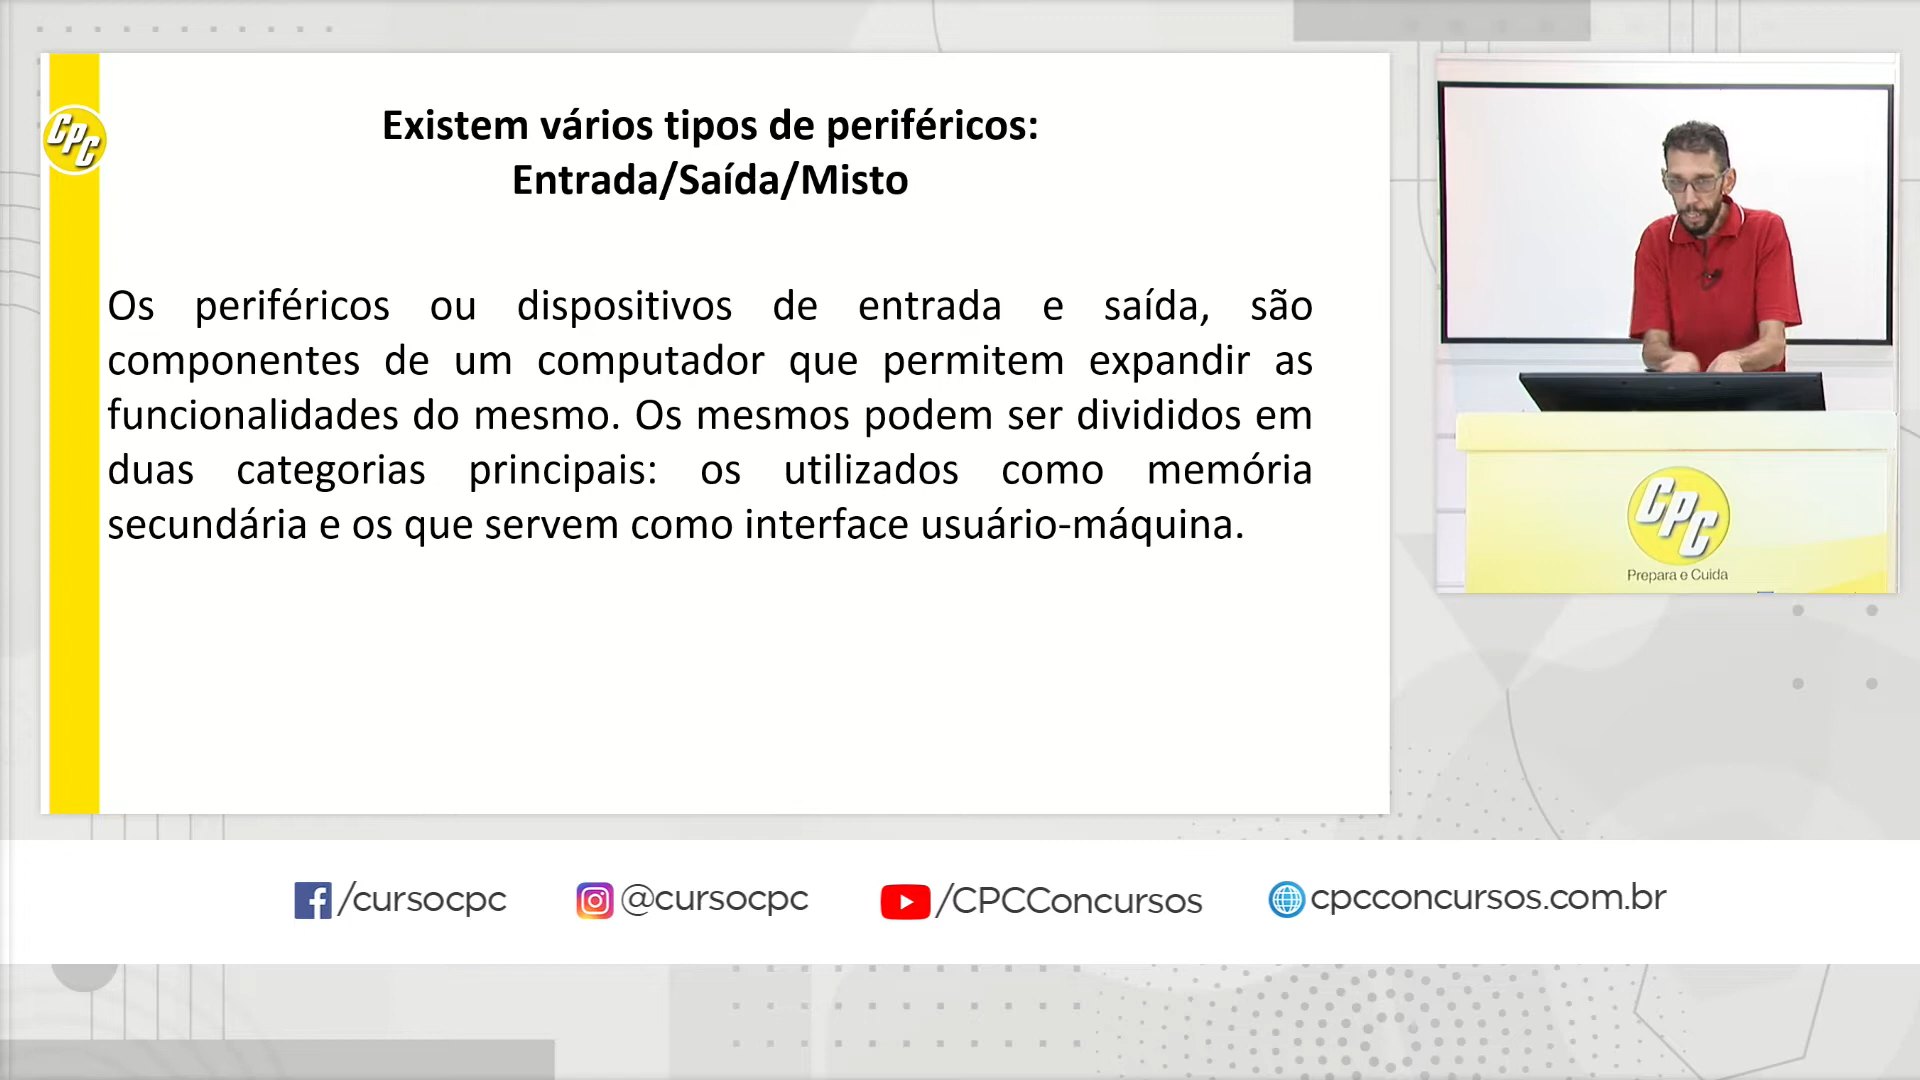 CPC
Existem vários tipos de periféricos:
Entrada/Saída/Misto
Os periféricos ou dispositivos de entrada e saída, são
componentes de um computador que permitem expandir as
funcionalidades do mesmo. Os mesmos podem ser divididos em
duas categorias principais: os utilizados como memória
secundária e os que servem como interface usuário-máquina.
CPC
Prepara e Cuida
/cursocpc
@cursocpc
/CPCConcursos
cpcconcursos.com.br